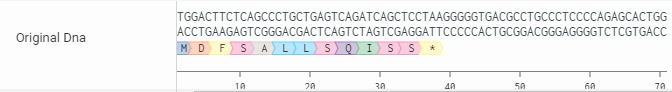 TGGACTTCTCAGCCCTGCTGAGTCAGATCAGCTCCTAAGGGGGTGACGCCTGCCCTCCCCAGAGCACTGG
Original Dna
ACCTGAAGAGTCGGGACGACTCAGTCTAGTCGAGGATTCCCCCACTGCGGACGGGAGGGGTCTCGTGACC
M D F S A L L S Q I S S *
10 20 30 40 50 60 70